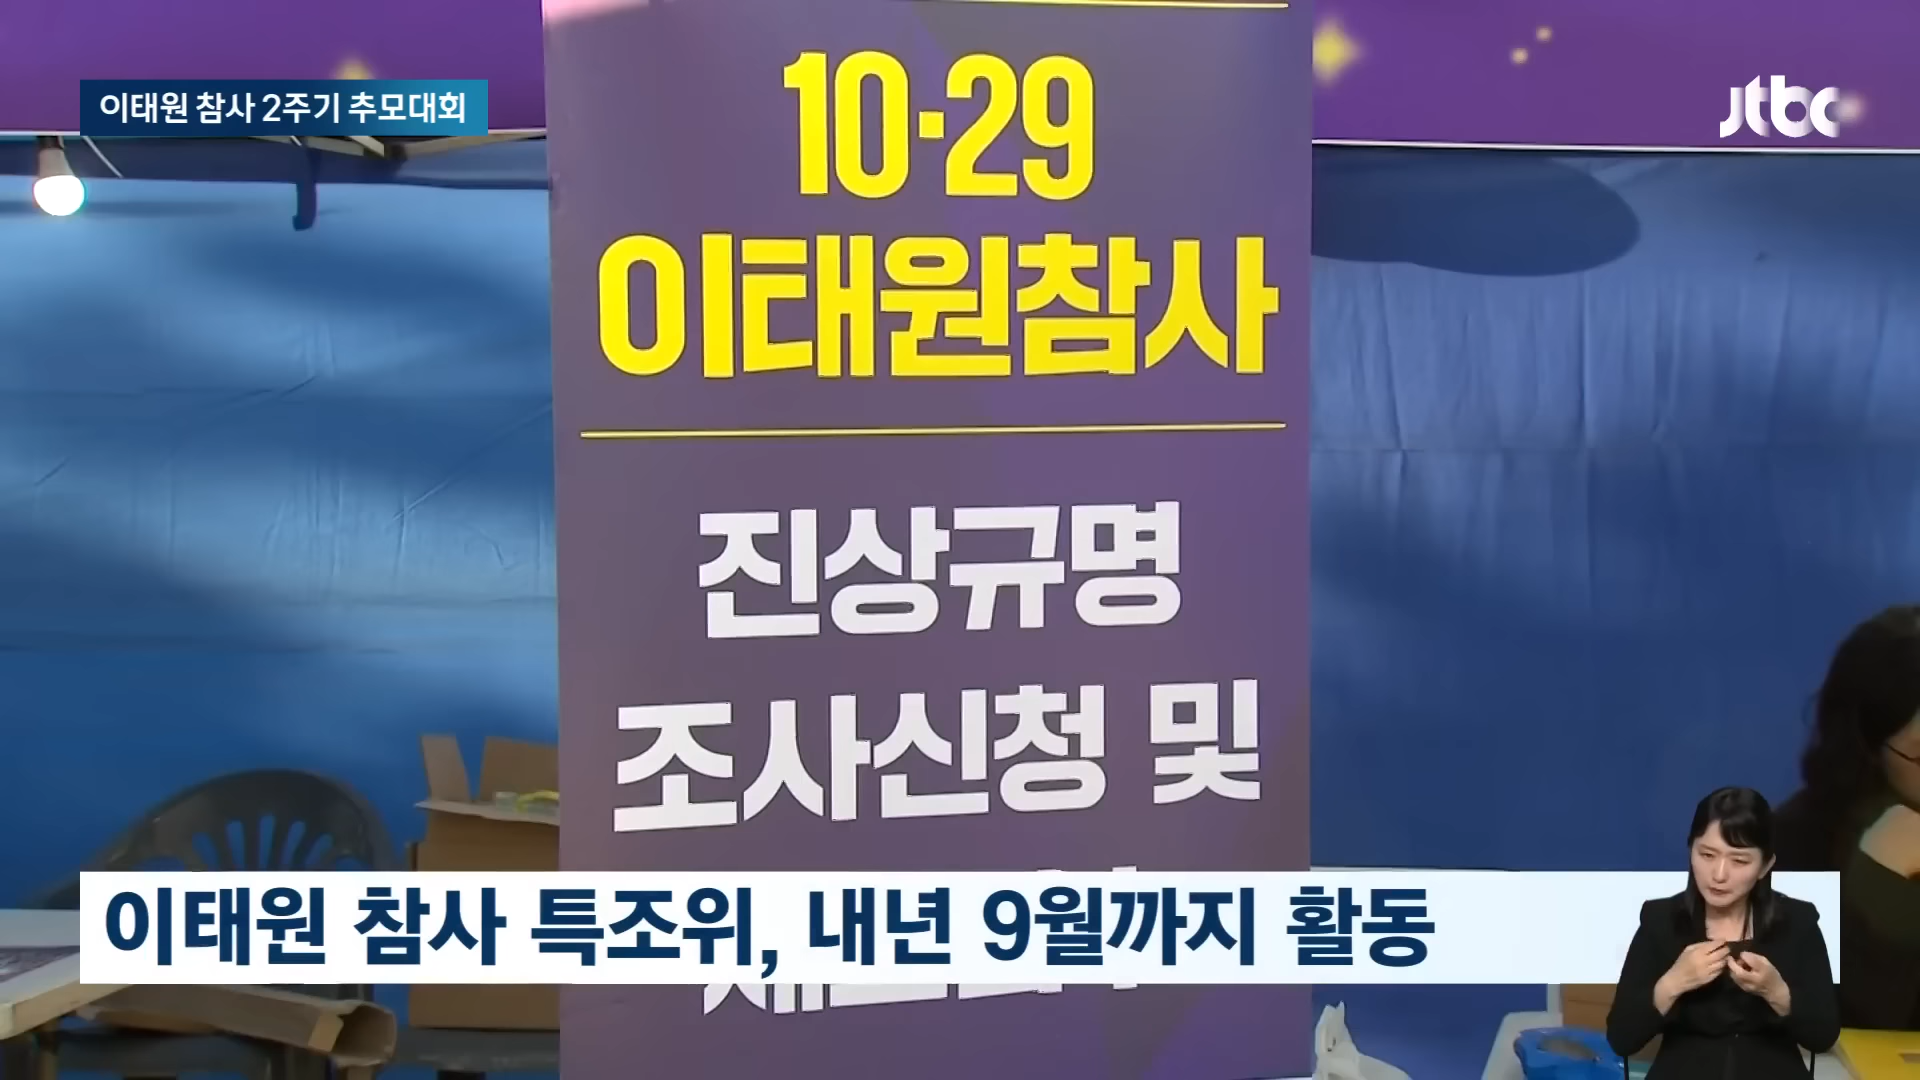 이태원 참사 2주기 추모대회
jtbc
10·29
이태원참사
진상규명
조사신청 및
이태원 참사 특조위, 내년 9월까지 활동